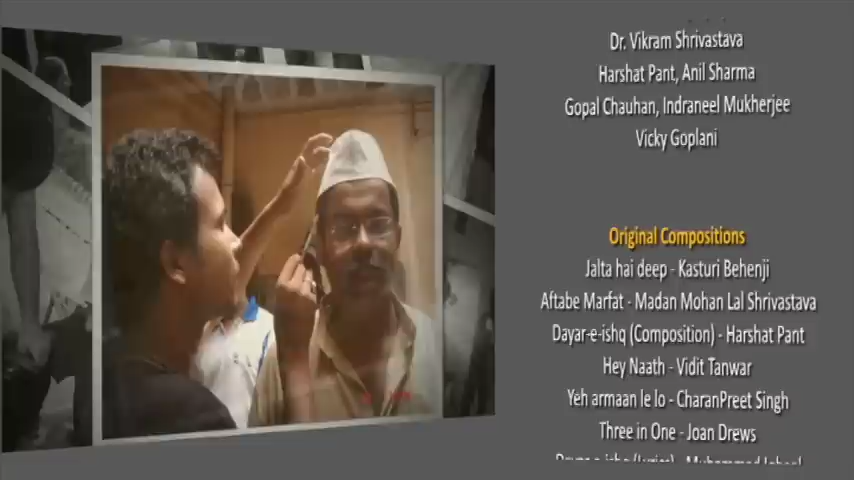 Dr. Vikram Shrivastava
Harshat Pant, Anil Sharma
Gopal Chauhan, Indraneel Mukherjee
Vicky Goplani
Original Compositions
Jalta hai deep - Kasturi Behenji
Aftabe Marfat - Madan Mohan Lal Shrivastava
Dayar-e-ishq (Composition) - Harshat Pant
Hey Naath - Vidit Tanwar
Yeh armaan le lo - CharanPreet Singh
Three in One - Joan Drews